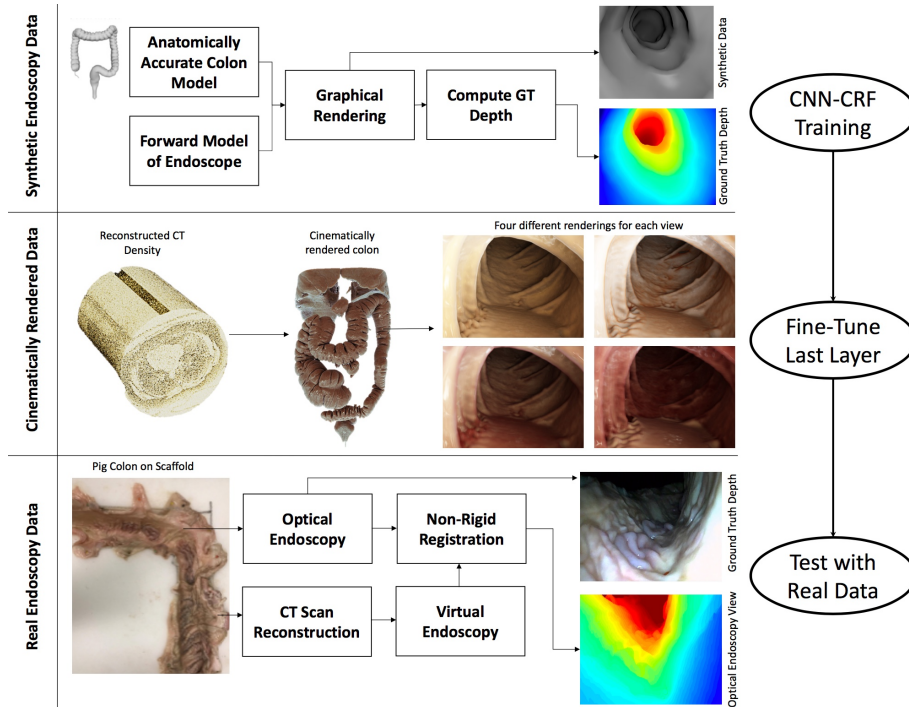 Synthetic Endoscopy Data
Anatomically
Accurate Colon
Model
Forward Model
of Endoscope
Graphical
Rendering
Compute GT
Depth
Synthetic Data
Ground Truth Depth
CNN-CRF
Training
Cinematically Rendered Data
Reconstructed CT
Density
Cinematically
rendered colon
Four different renderings for each view
Fine-Tune
Last Layer
Real Endoscopy Data
Pig Colon on Scaffold
Optical
Endoscopy
Non-Rigid
Registration
CT Scan
Reconstruction
Virtual
Endoscopy
Ground Truth Depth
Optical Endoscopy View
Test with
Real Data